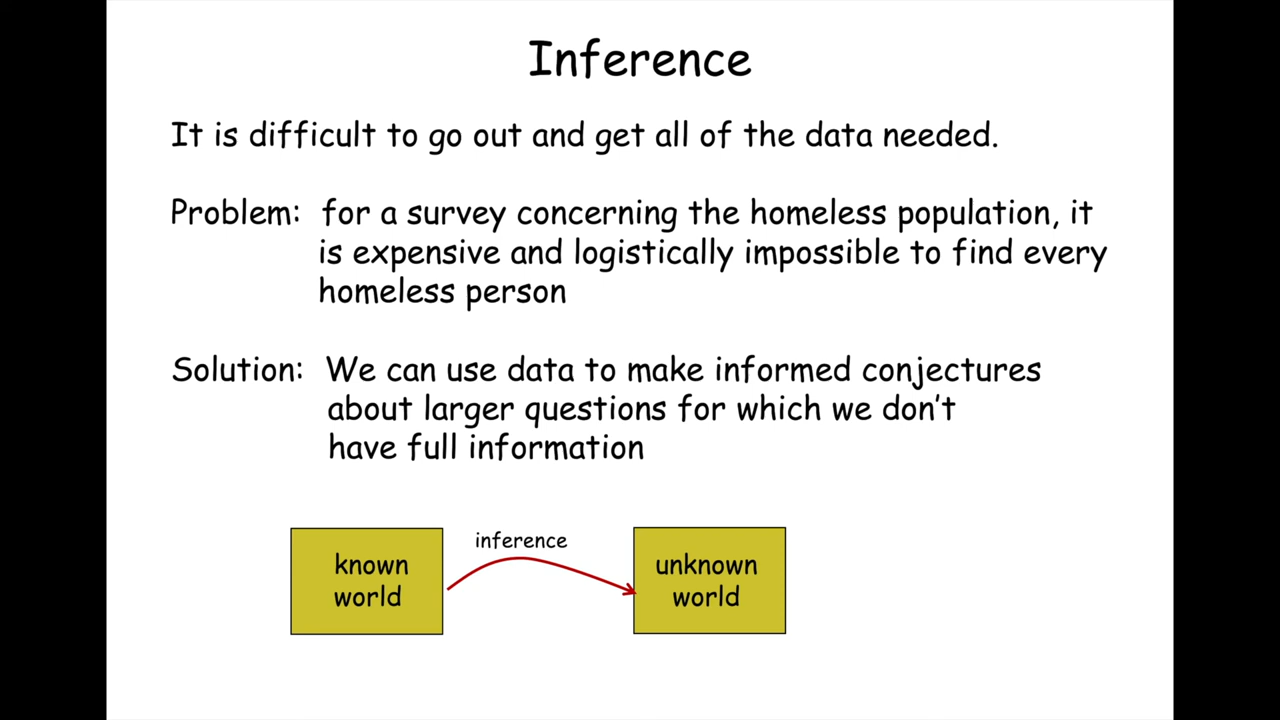 Inference
It is difficult to go out and get all of the data needed.
Problem: for a survey concerning the homeless population, it
is expensive and logistically impossible to find every
homeless person
Solution: We can use data to make informed conjectures
about larger questions for which we don't
have full information
inference
known
world
unknown
world